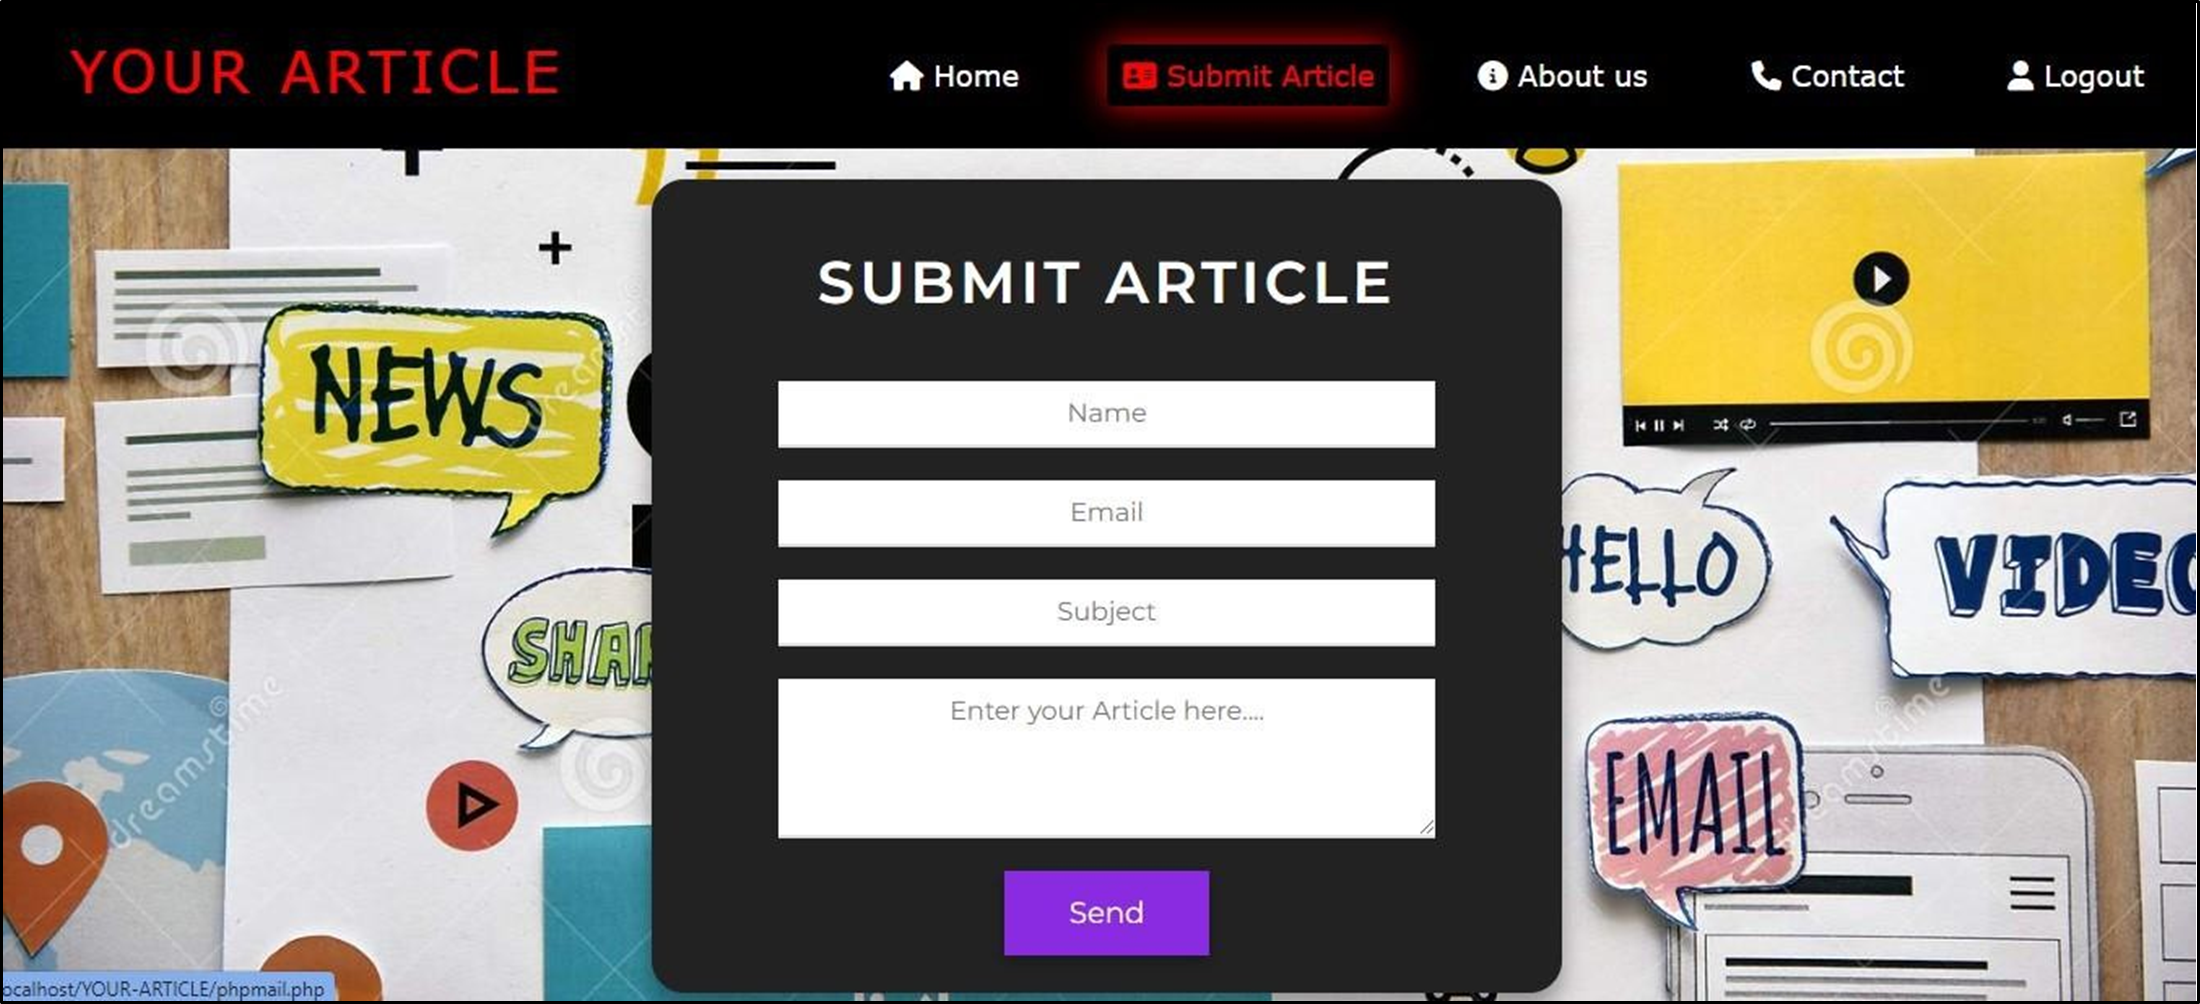 YOUR ARTICLE
Home
Submit Article
About us
Contact
Logout
SUBMIT ARTICLE
Name
Email
Subject
Enter your Article here....
Send
NEWS
SHAR
HELLO
VIDEO
EMAIL
dreamstime
dreamstime
ocalhost/YOUR-ARTICLE/phpmail.php